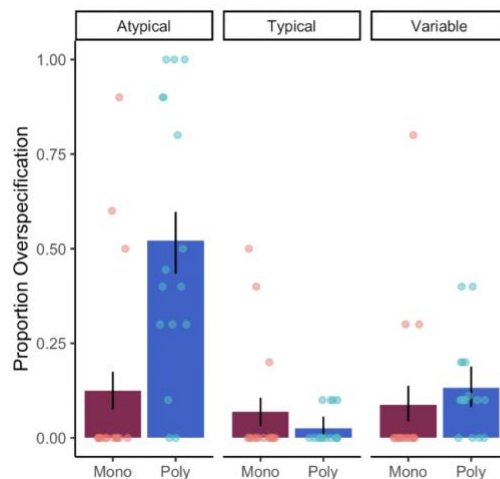 Atypical
Typical
Variable
Proportion Overspecification
1.00
0.75
0.50
0.25
0.00
Mono
Poly
Mono
Poly
Mono
Poly